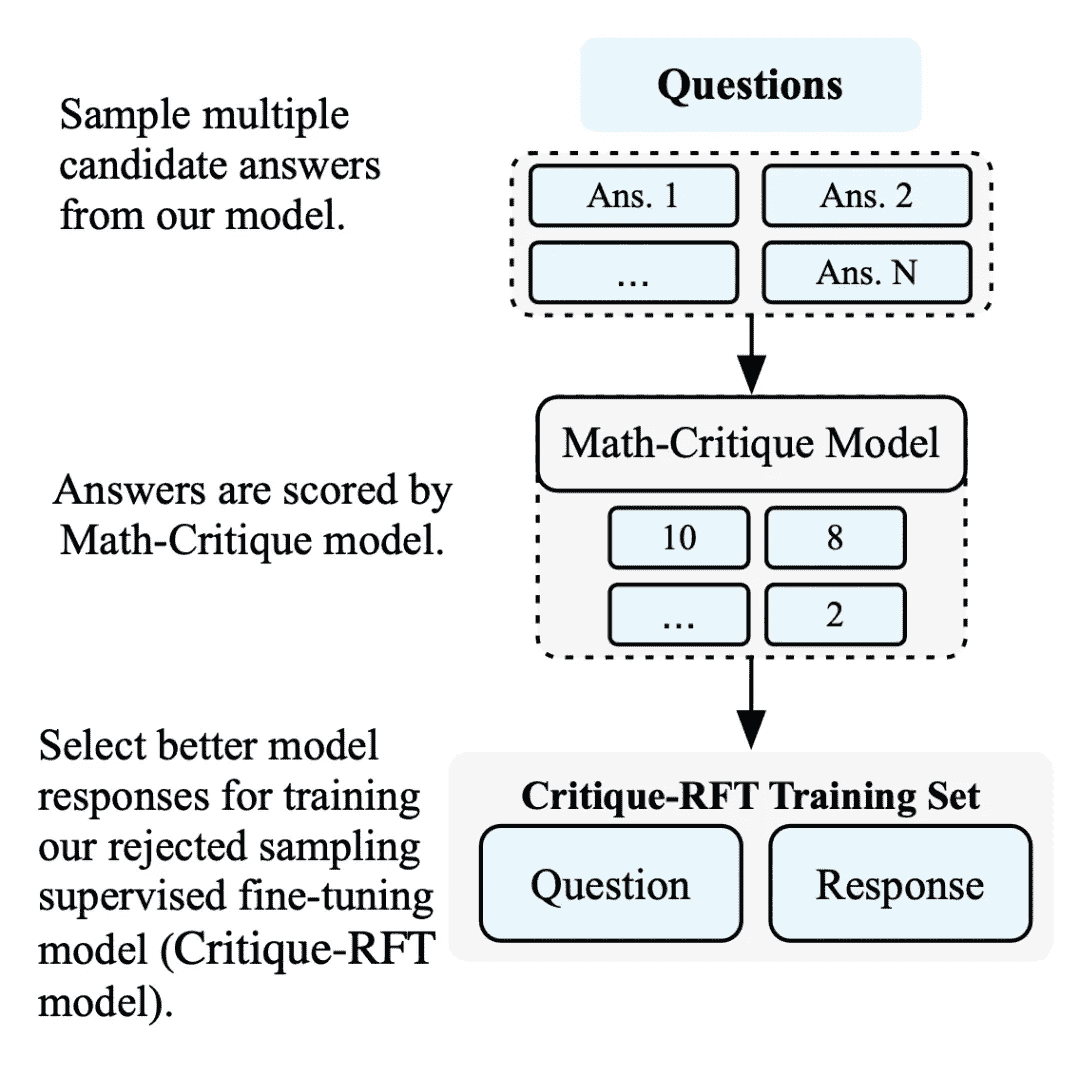 Questions
Sample multiple
candidate answers
from our model.
Ans. 1
Ans. 2
...
Ans. N
Math-Critique Model
Answers are scored by
Math-Critique model.
10
8
...
2
Select better model
responses for training
our rejected sampling
supervised fine-tuning
model (Critique-RFT
model).
Critique-RFT Training Set
Question
Response